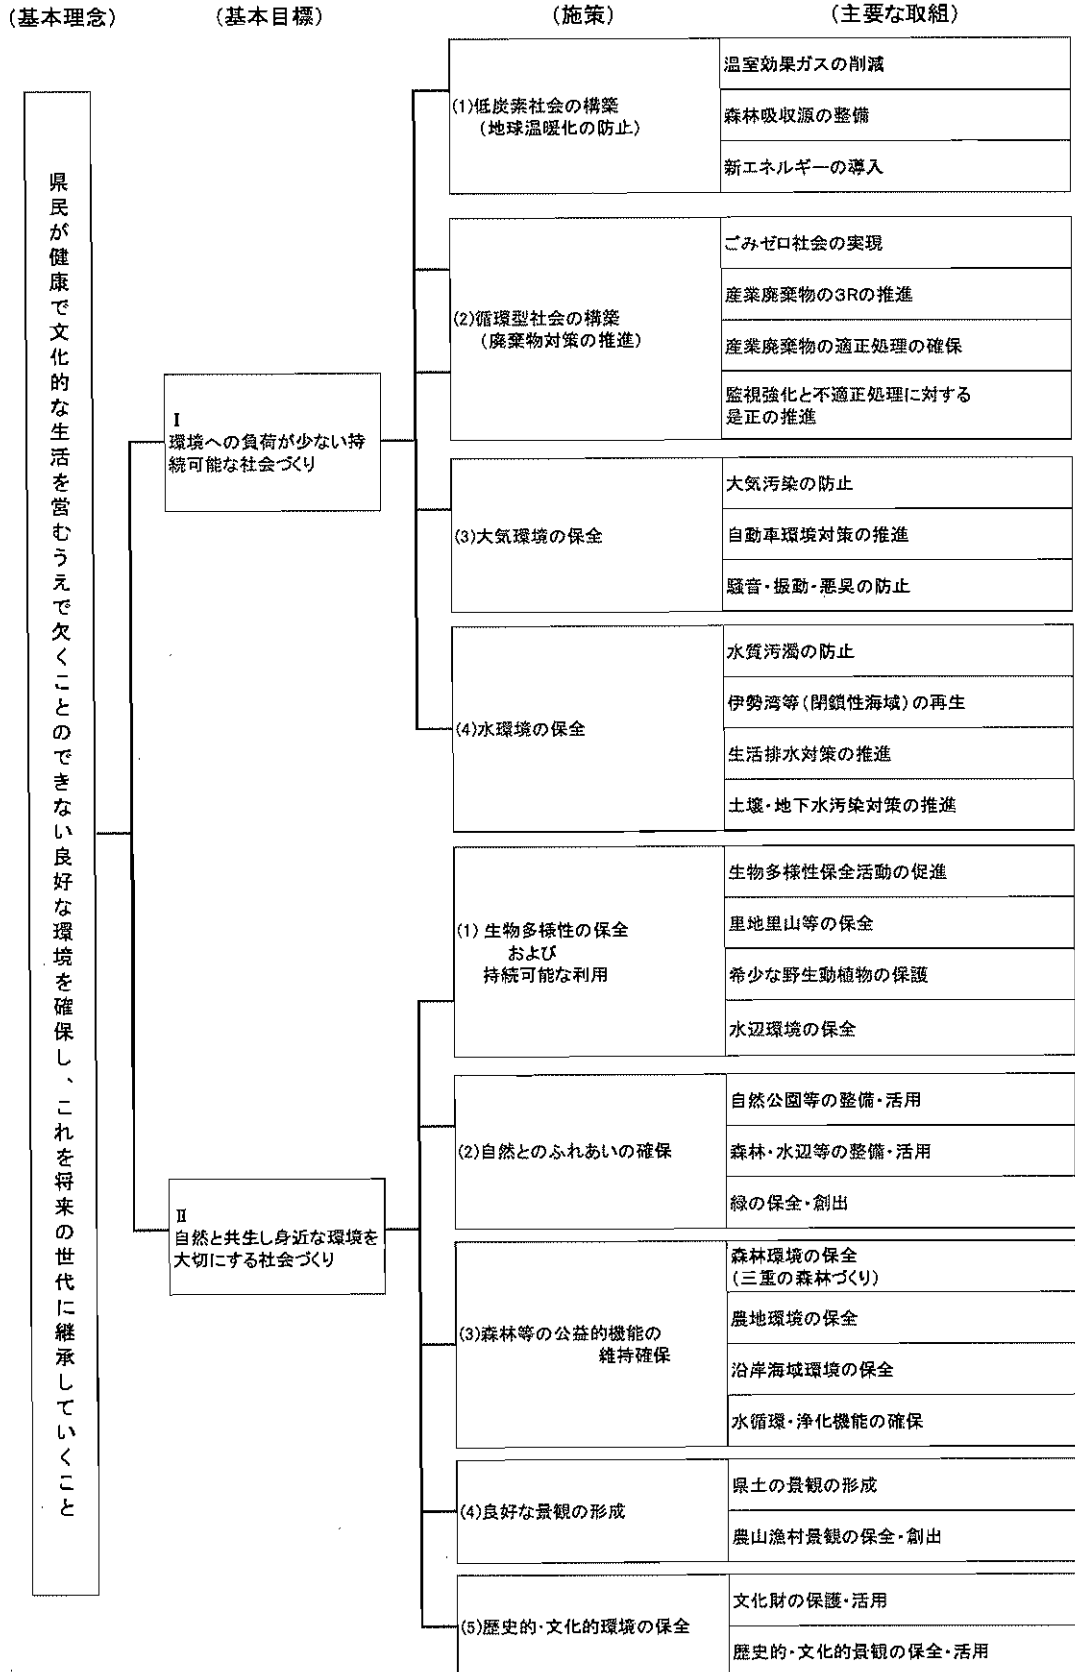 (基本理念)
(基本目標)
(施策)
(主要な取組)
県民が健康で文化的な生活を営むうえで欠くことのできない良好な環境を確保し、これを将来の世代に継承していくこと
Ⅰ
環境への負荷が少ない持
続可能な社会づくり
(1)低炭素社会の構築
(地球温暖化の防止)
温室効果ガスの削減
森林吸収源の整備
新エネルギーの導入
(2)循環型社会の構築
(廃棄物対策の推進)
ごみゼロ社会の実現
産業廃棄物の3Rの推進
産業廃棄物の適正処理の確保
監視強化と不適正処理に対する
是正の推進
(3)大気環境の保全
大気汚染の防止
自動車環境対策の推進
騒音・振動・悪臭の防止
(4)水環境の保全
水質汚濁の防止
伊勢湾等(閉鎖性海域)の再生
生活排水対策の推進
土壌・地下水汚染対策の推進
Ⅱ
自然と共生し身近な環境を
大切にする社会づくり
(1) 生物多様性の保全
および
持続可能な利用
生物多様性保全活動の促進
里地里山等の保全
希少な野生動植物の保護
水辺環境の保全
(2)自然とのふれあいの確保
自然公園等の整備・活用
森林・水辺等の整備・活用
緑の保全・創出
(3)森林等の公益的機能の
維持確保
森林環境の保全
(三重の森林づくり)
農地環境の保全
沿岸海域環境の保全
水循環・浄化機能の確保
(4)良好な景観の形成
県土の景観の形成
農山漁村景観の保全・創出
(5)歴史的・文化的環境の保全
文化財の保護・活用
歴史的・文化的景観の保全・活用